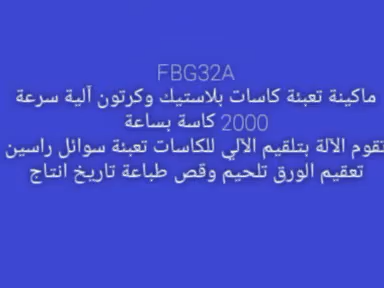 FBG32A
ماكينة تعبئة كاسات بلاستيك وكرتون آلية سرعة
2000 كاسة بساعة
تقوم الآلة بتلقيم الالي للكاسات تعبئة سوائل راسين
تعقيم الورق تلحيم وقص طباعة تاريخ انتاج